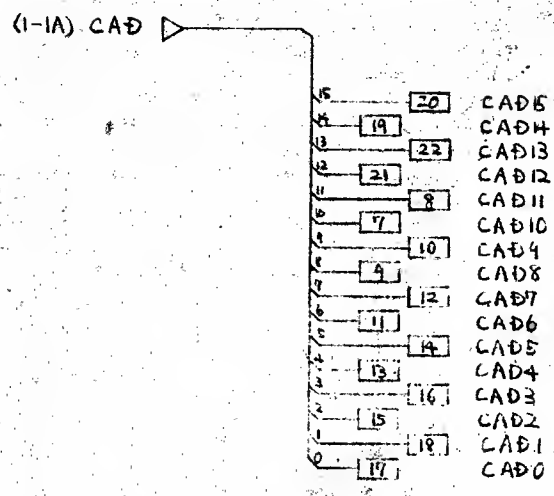 (1-1A) CAD
15 20 CAD15
14 19 CAD14
13 22 CAD13
12 21 CAD12
11 8 CAD11
10 7 CAD10
9 10 CAD9
8 9 CAD8
7 12 CAD7
6 11 CAD6
5 14 CAD5
4 13 CAD4
3 16 CAD3
2 15 CAD2
1 18 CAD1
0 17 CAD0